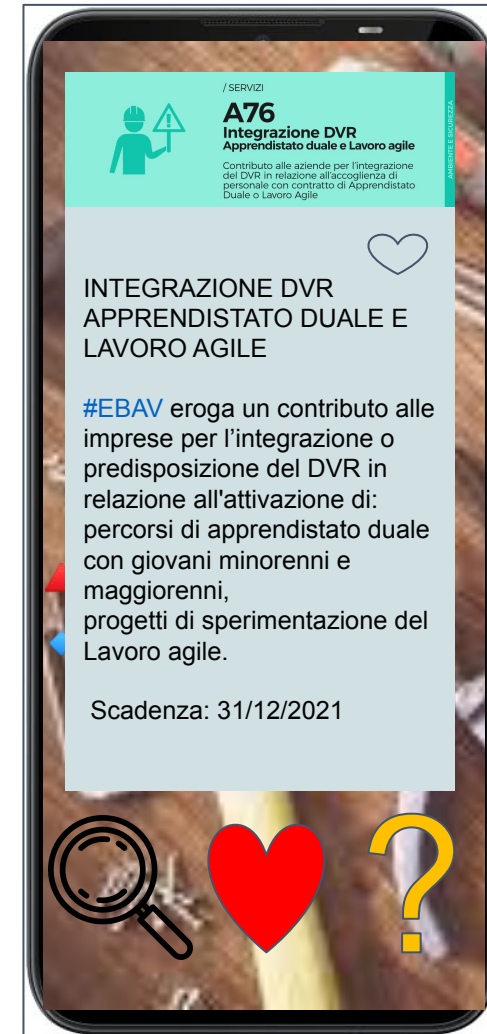 / SERVIZI
A76
Integrazione DVR
Apprendistato duale e Lavoro agile
Contributo alle aziende per l'integrazione
del DVR in relazione all'accoglienza di
personale con contratto di Apprendistato
Duale o Lavoro Agile
AMBIENTE E SICUREZZA
INTEGRAZIONE DVR
APPRENDISTATO DUALE E
LAVORO AGILE
#EBAV eroga un contributo alle
imprese per l’integrazione o
predisposizione del DVR in
relazione all'attivazione di:
percorsi di apprendistato duale
con giovani minorenni e
maggiorenni,
progetti di sperimentazione del
Lavoro agile.
Scadenza: 31/12/2021
?